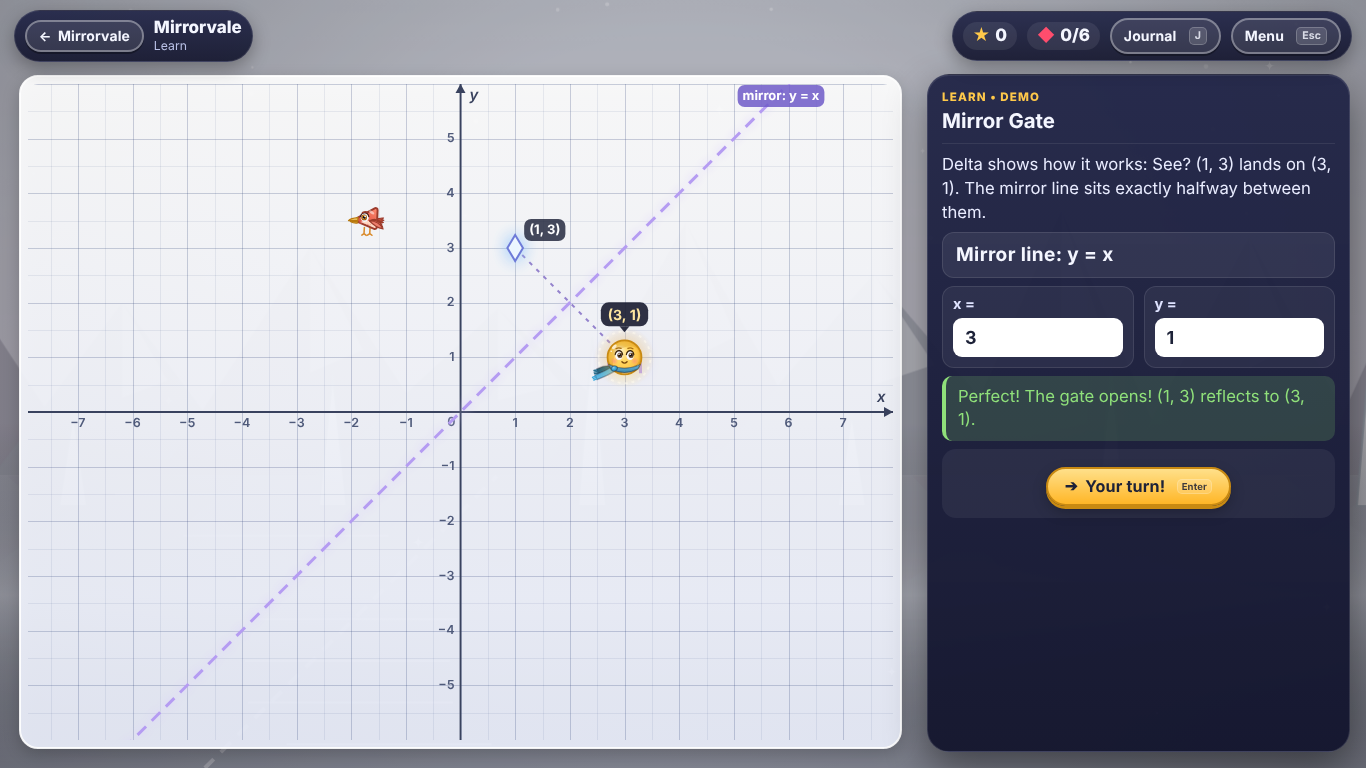 ← Mirrorvale
Mirrorvale
Learn
★ 0
0/6
Journal J
Menu Esc
y
mirror: y = x
5
4
(1, 3)
3
2
(3, 1)
1
x
−7 −6 −5 −4 −3 −2 −1 0 1 2 3 4 5 6 7
−1
−2
−3
−4
−5
LEARN • DEMO
Mirror Gate
Delta shows how it works: See? (1, 3) lands on (3,
1). The mirror line sits exactly halfway between
them.
Mirror line: y = x
x =
y =
3
1
Perfect! The gate opens! (1, 3) reflects to (3,
1).
➔ Your turn! Enter